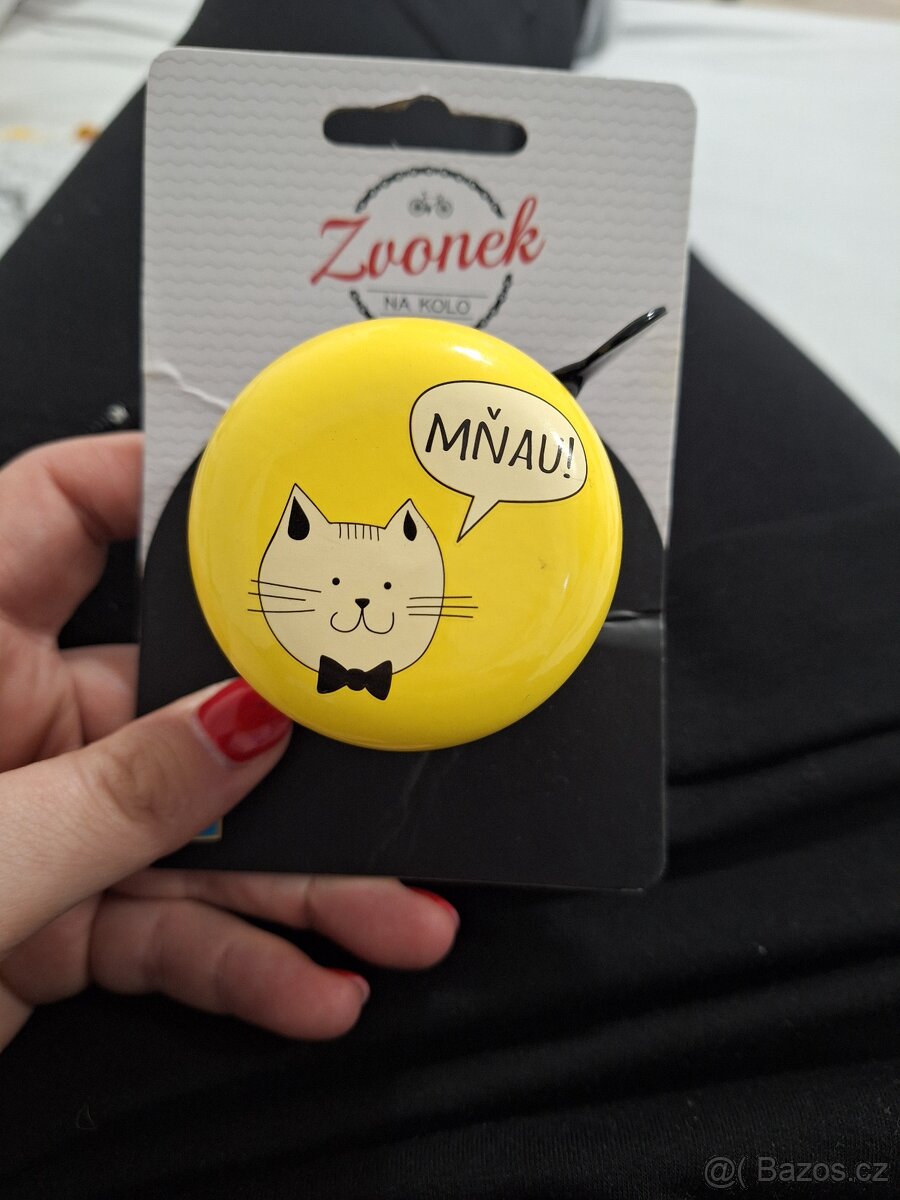 Zvonek
NA KOLO
MŇAU!
@( Bazos.cz